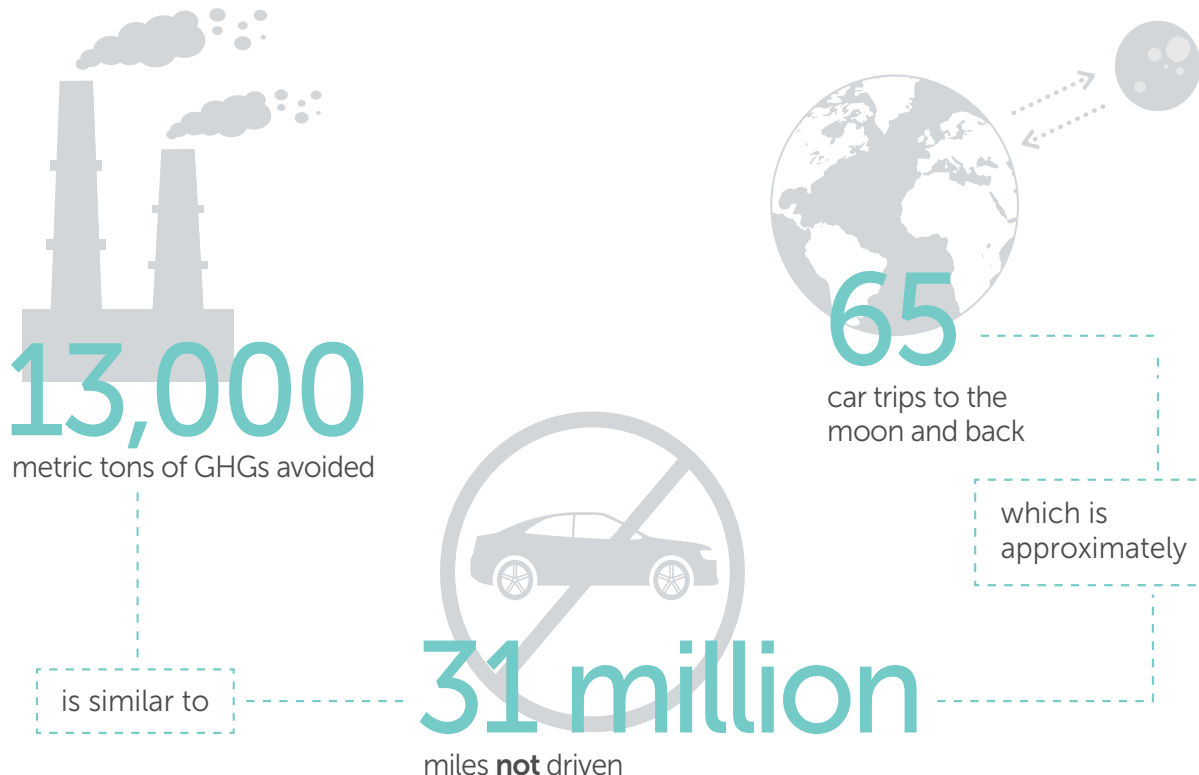 13,000
metric tons of GHGs avoided
is similar to
31 million
miles not driven
which is
approximately
65
car trips to the
moon and back